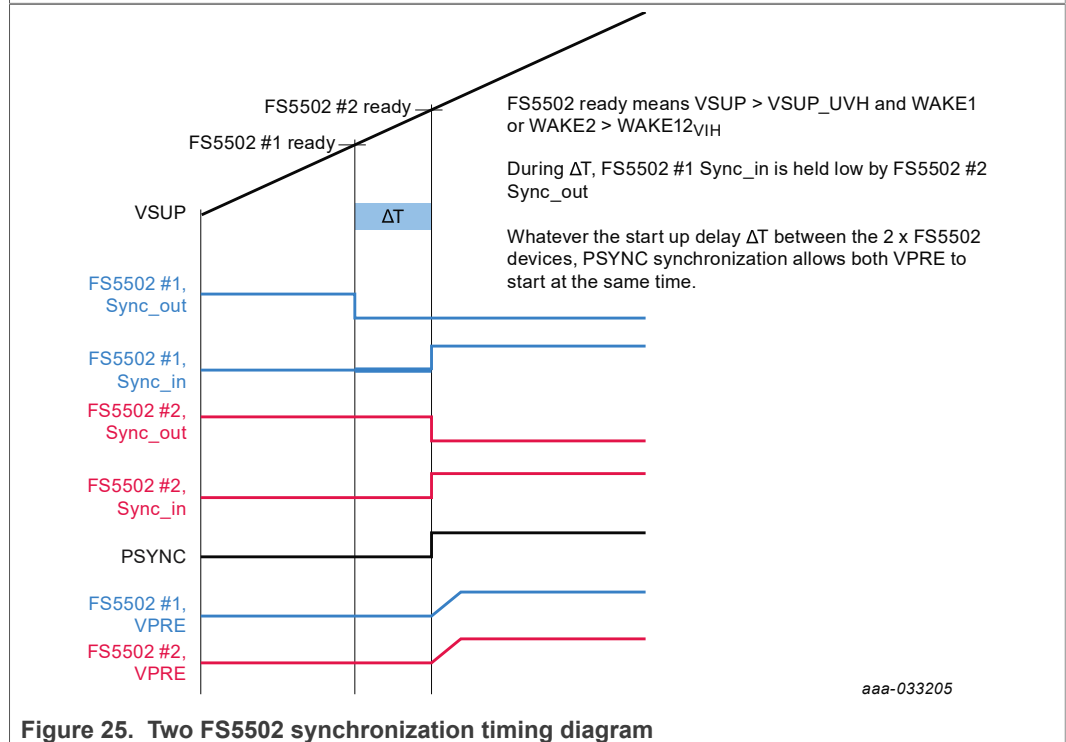 FS5502 #2 ready
FS5502 #1 ready
FS5502 ready means VSUP > VSUP_UVH and WAKE1
or WAKE2 > WAKE12VIH
During ΔT, FS5502 #1 Sync_in is held low by FS5502 #2
Sync_out
Whatever the start up delay ΔT between the 2 x FS5502
devices, PSYNC synchronization allows both VPRE to
start at the same time.
VSUP
ΔT
FS5502 #1,
Sync_out
FS5502 #1,
Sync_in
FS5502 #2,
Sync_out
FS5502 #2,
Sync_in
PSYNC
FS5502 #1,
VPRE
FS5502 #2,
VPRE
aaa-033205
Figure 25. Two FS5502 synchronization timing diagram